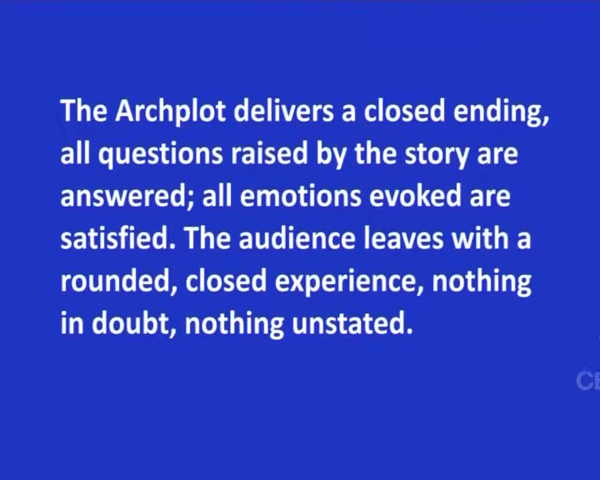 The Archplot delivers a closed ending,
all questions raised by the story are
answered; all emotions evoked are
satisfied. The audience leaves with a
rounded, closed experience, nothing
in doubt, nothing unstated.